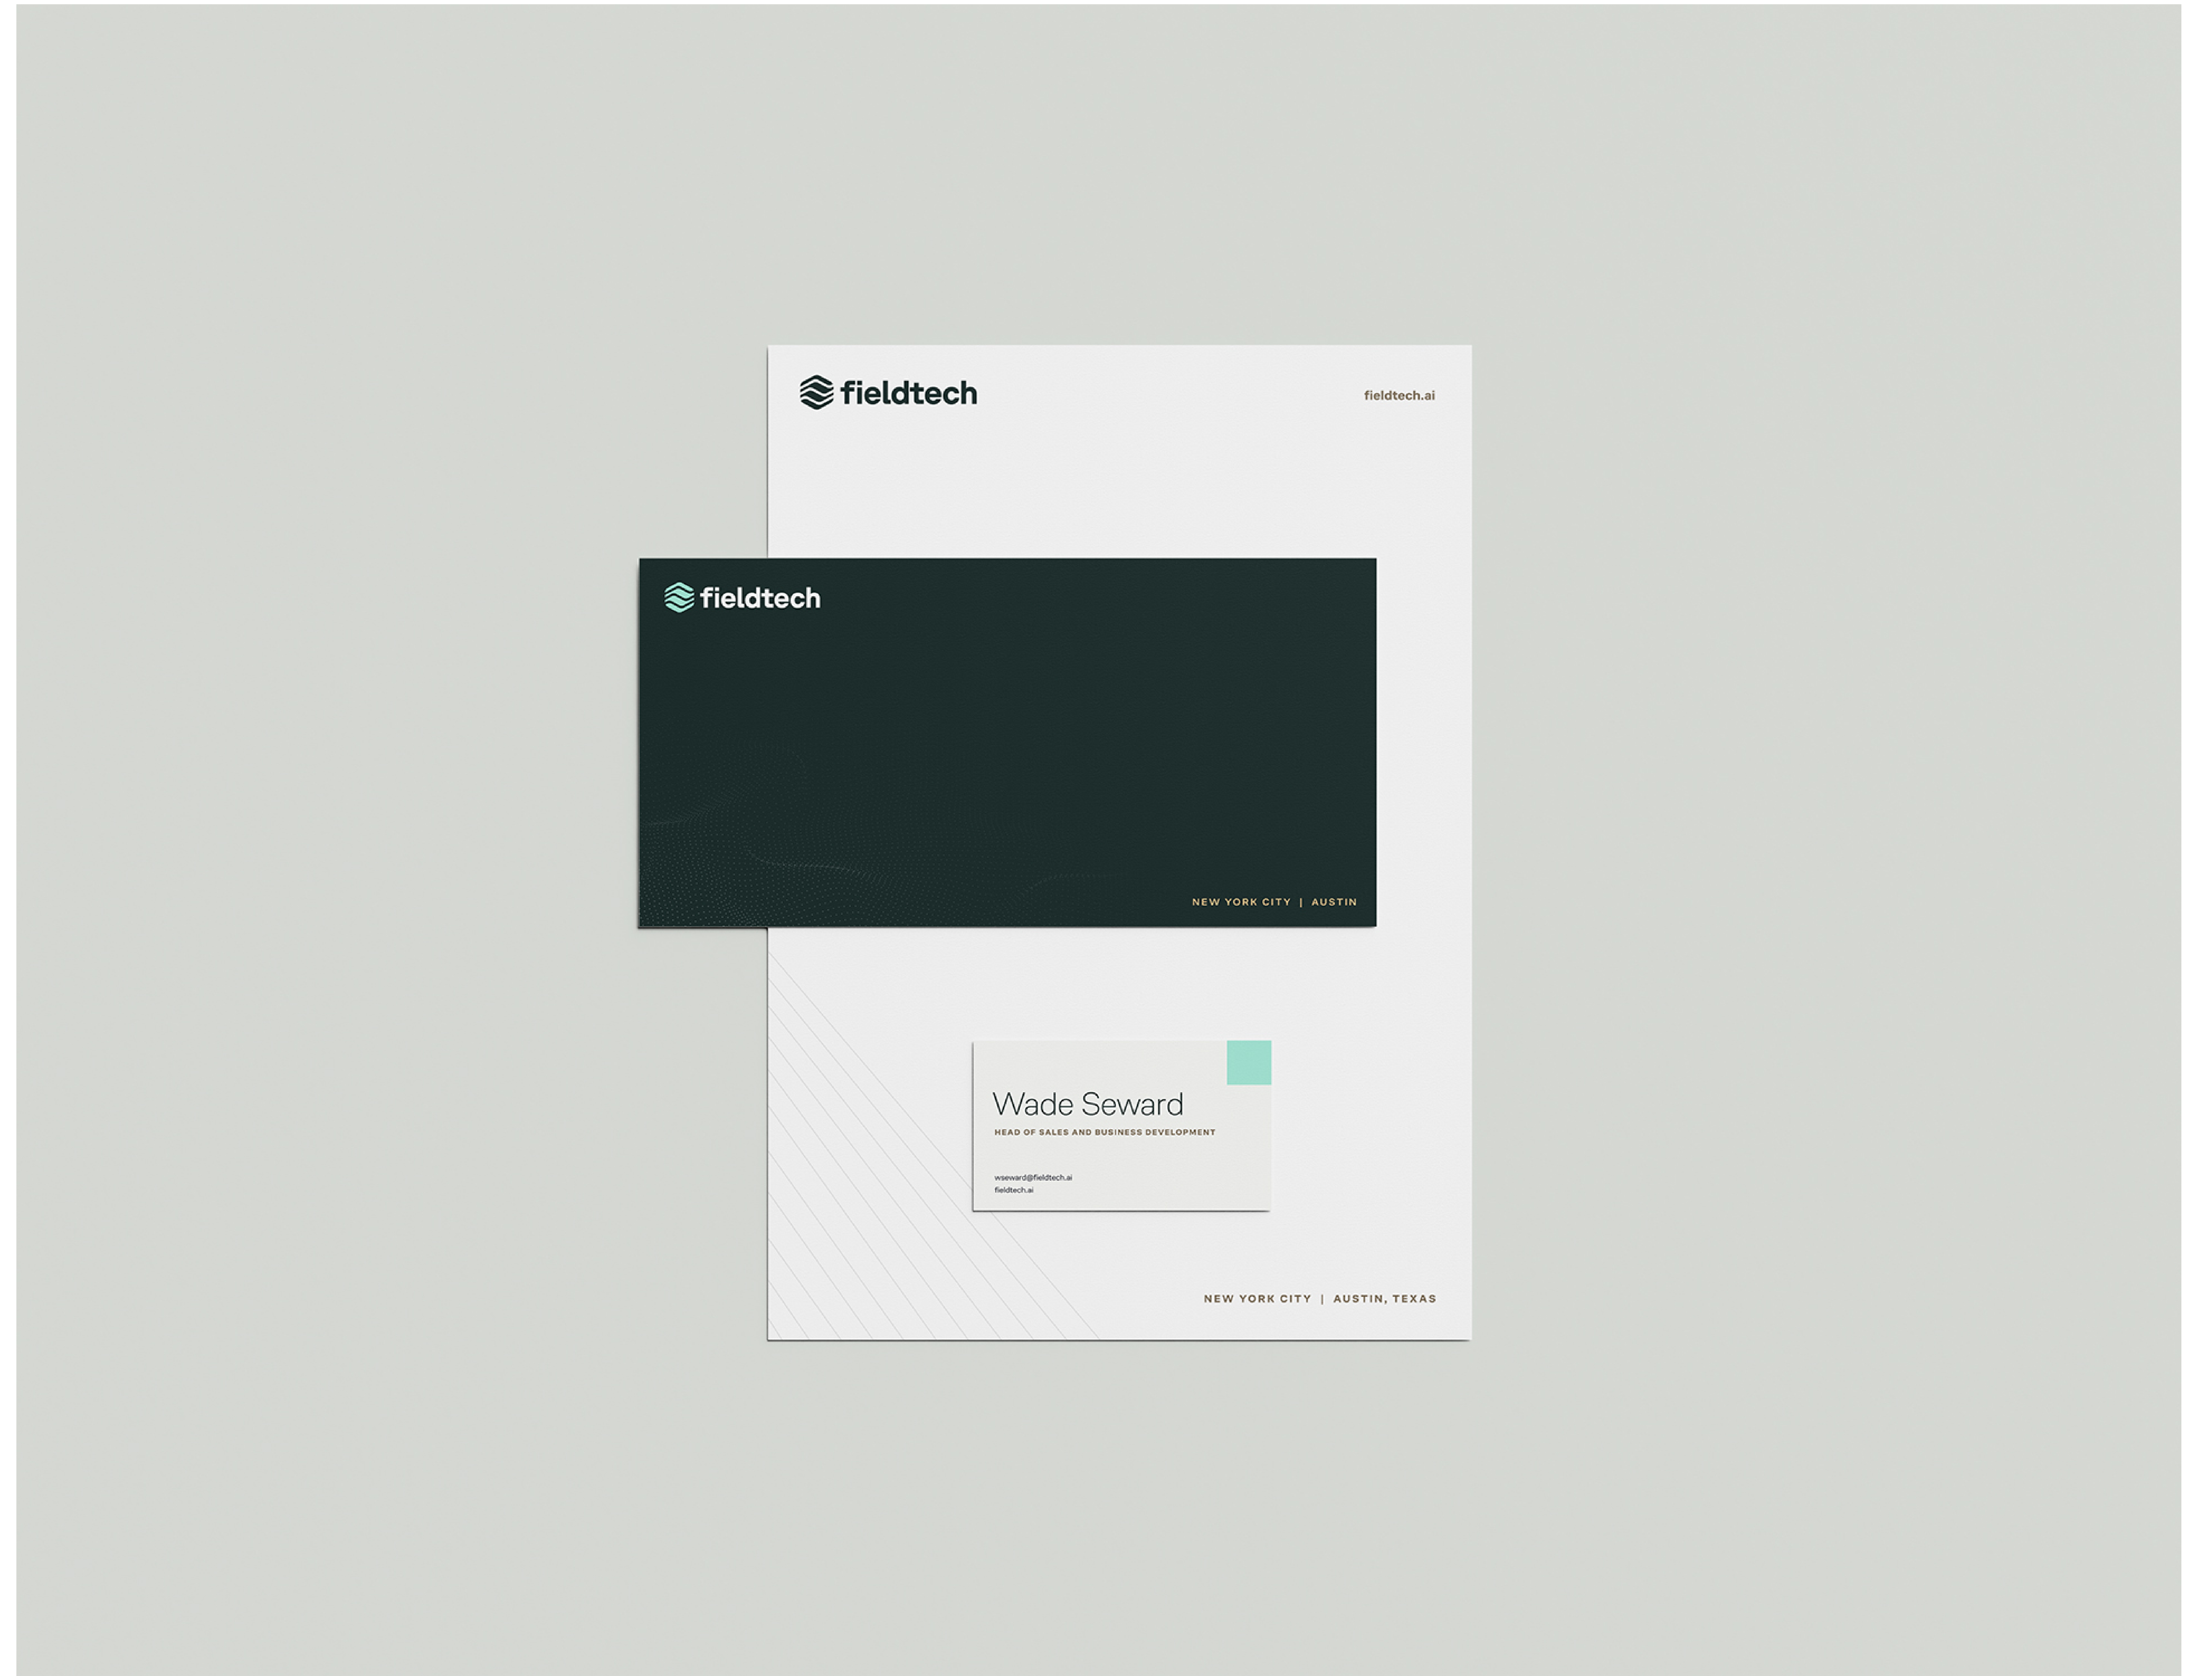 fieldtech
fieldtech.ai
fieldtech
NEW YORK CITY | AUSTIN
Wade Seward
HEAD OF SALES AND BUSINESS DEVELOPMENT
wseward@fieldtech.ai
fieldtech.ai
NEW YORK CITY | AUSTIN, TEXAS